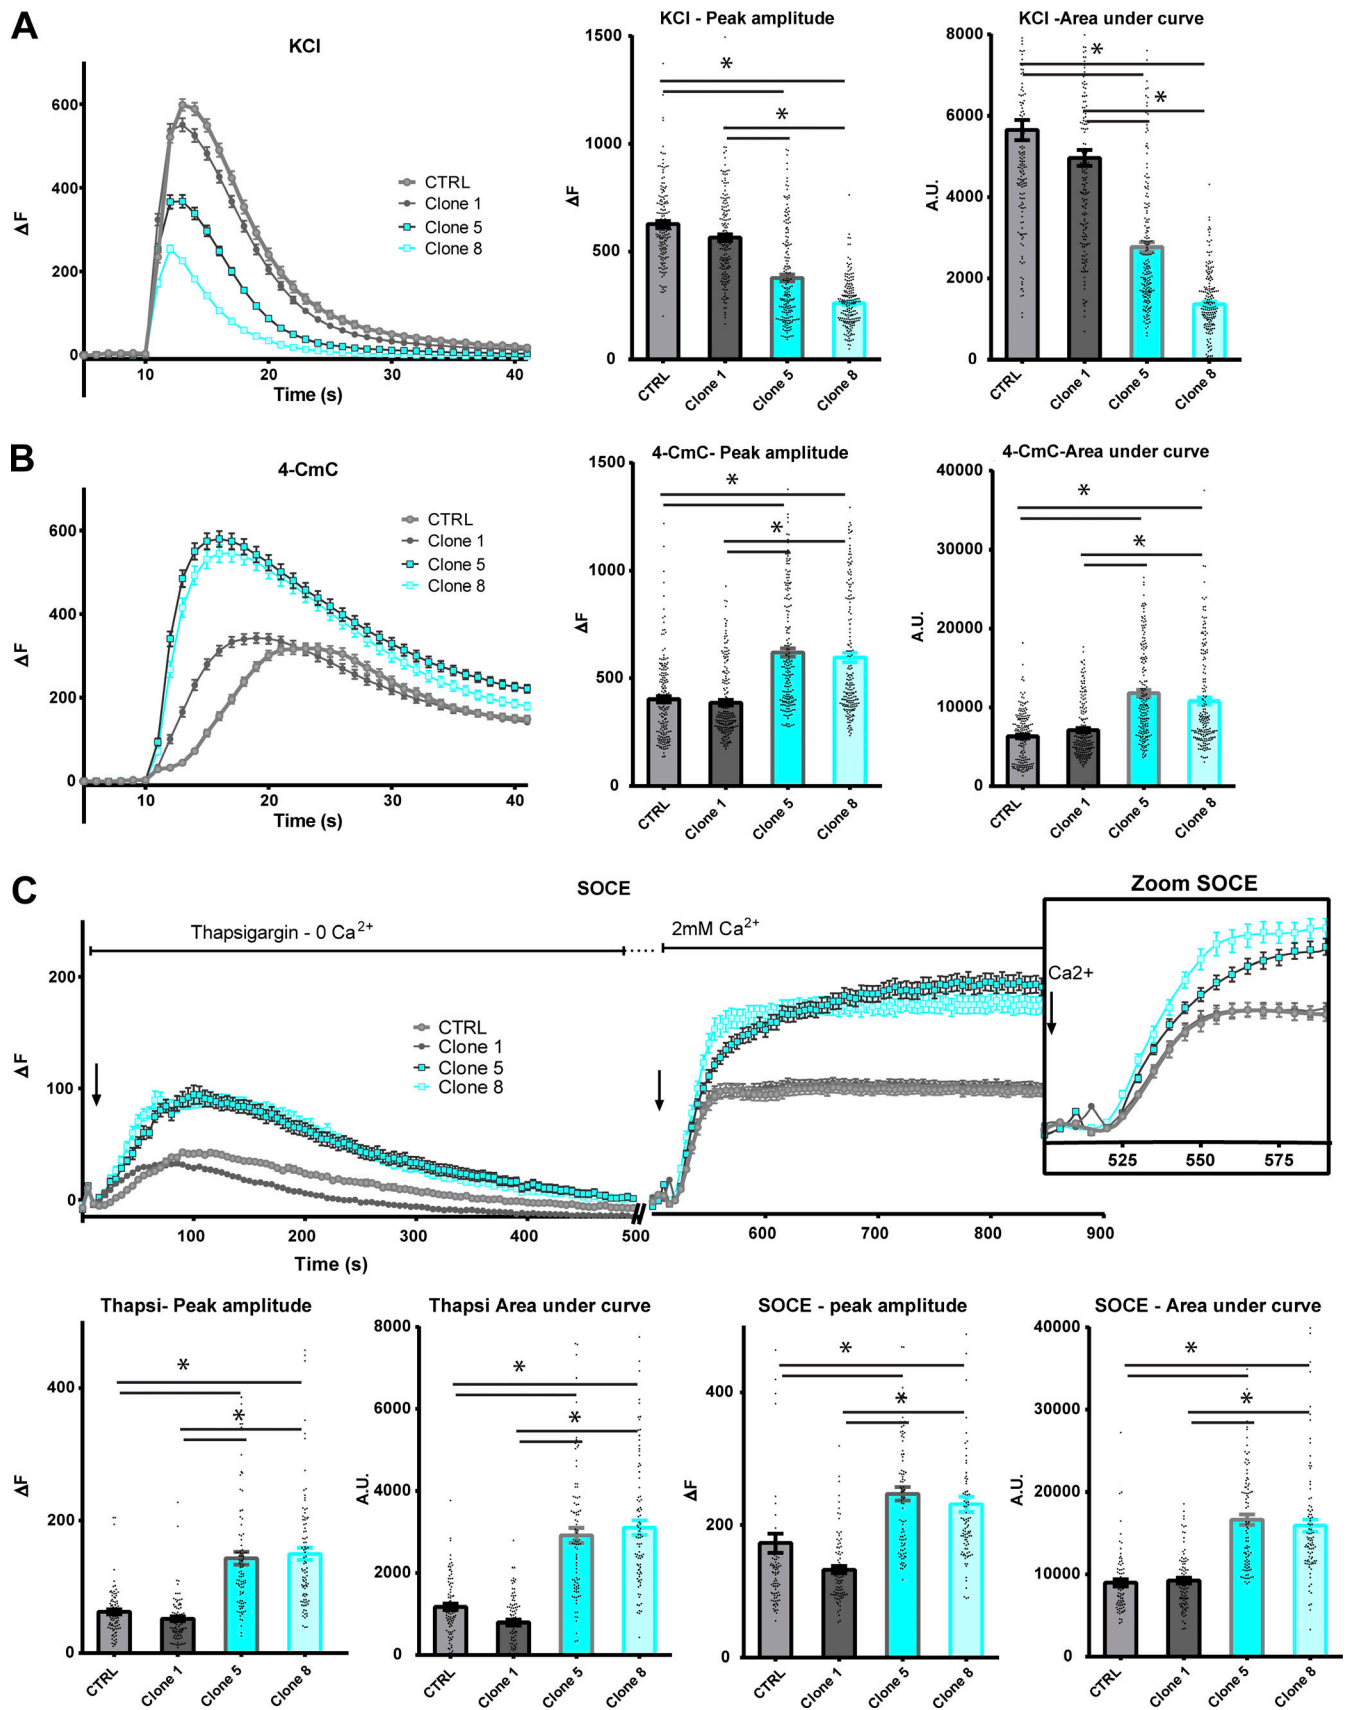 A
KCl
ΔF
600
400
200
0
10
20
30
40
Time (s)
CTRL
Clone 1
Clone 5
Clone 8
KCl - Peak amplitude
ΔF
1500
1000
500
0
*
*
CTRL
Clone 1
Clone 5
Clone 8
KCl -Area under curve
A.U.
8000
6000
4000
2000
0
*
*
CTRL
Clone 1
Clone 5
Clone 8
B
4-CmC
ΔF
600
400
200
0
10
20
30
40
Time (s)
CTRL
Clone 1
Clone 5
Clone 8
4-CmC- Peak amplitude
ΔF
1500
1000
500
0
*
*
CTRL
Clone 1
Clone 5
Clone 8
4-CmC-Area under curve
A.U.
40000
30000
20000
10000
0
*
*
CTRL
Clone 1
Clone 5
Clone 8
C
SOCE
Thapsigargin - 0 Ca²⁺
2mM Ca²⁺
ΔF
200
100
0
CTRL
Clone 1
Clone 5
Clone 8
100
200
300
400
500
600
700
800
900
Time (s)
Zoom SOCE
Ca2+
525
550
575
Thapsi- Peak amplitude
ΔF
400
200
0
*
*
CTRL
Clone 1
Clone 5
Clone 8
Thapsi Area under curve
A.U.
8000
6000
4000
2000
0
*
*
CTRL
Clone 1
Clone 5
Clone 8
SOCE - peak amplitude
ΔF
400
200
0
*
*
CTRL
Clone 1
Clone 5
Clone 8
SOCE - Area under curve
A.U.
40000
30000
20000
10000
0
*
*
CTRL
Clone 1
Clone 5
Clone 8